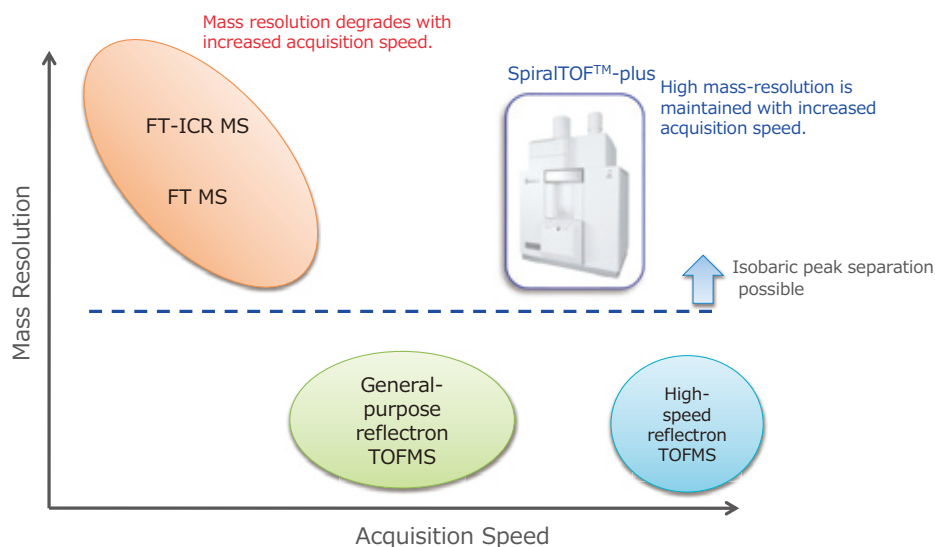 Mass resolution degrades with
increased acquisition speed.
SpiralTOF™-plus
High mass-resolution is
maintained with increased
acquisition speed.
FT-ICR MS
FT MS
Isobaric peak separation
possible
General-
purpose
reflectron
TOFMS
High-
speed
reflectron
TOFMS
Mass Resolution
Acquisition Speed